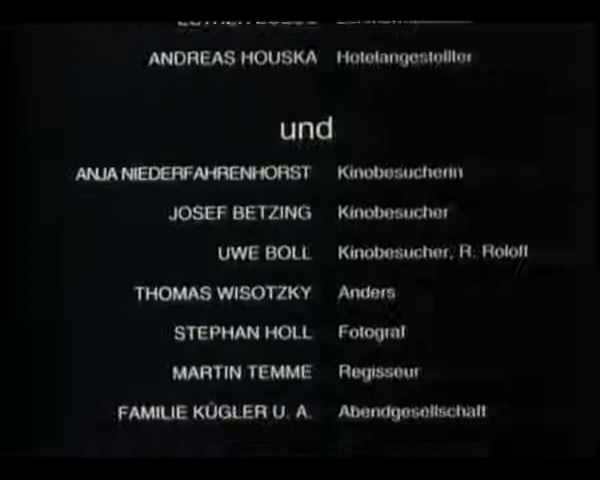 ANDREAS HOUSKA Hotelangestellter
und
ANJA NIEDERFAHRENHORST Kinobesucherin
JOSEF BETZING Kinobesucher
UWE BOLL Kinobesucher, R. Roloff
THOMAS WISOTZKY Anders
STEPHAN HOLL Fotograf
MARTIN TEMME Regisseur
FAMILIE KÜGLER U. A. Abendgesellschaft